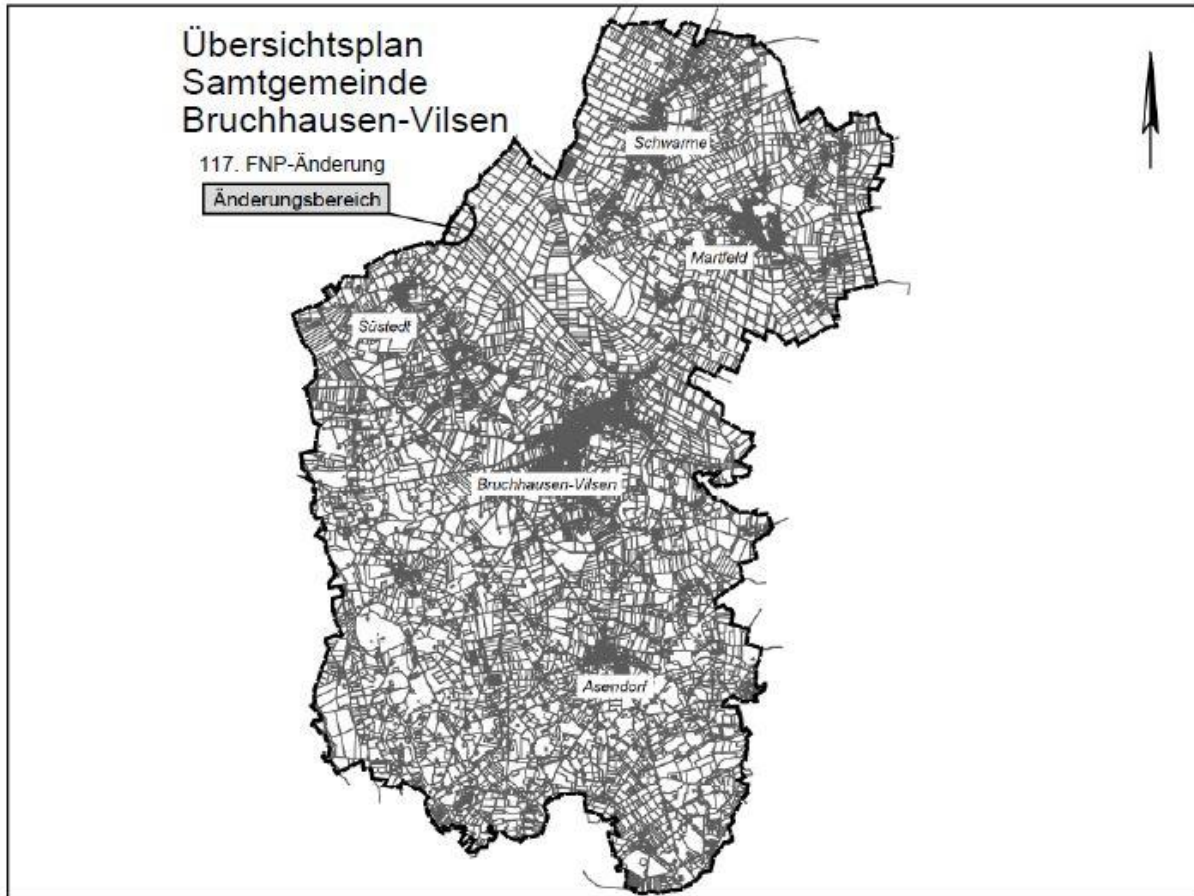 Übersichtsplan
Samtgemeinde
Bruchhausen-Vilsen
117. FNP-Änderung
Änderungsbereich
Schwarme
Martfeld
Süstedt
Bruchhausen-Vilsen
Asendorf